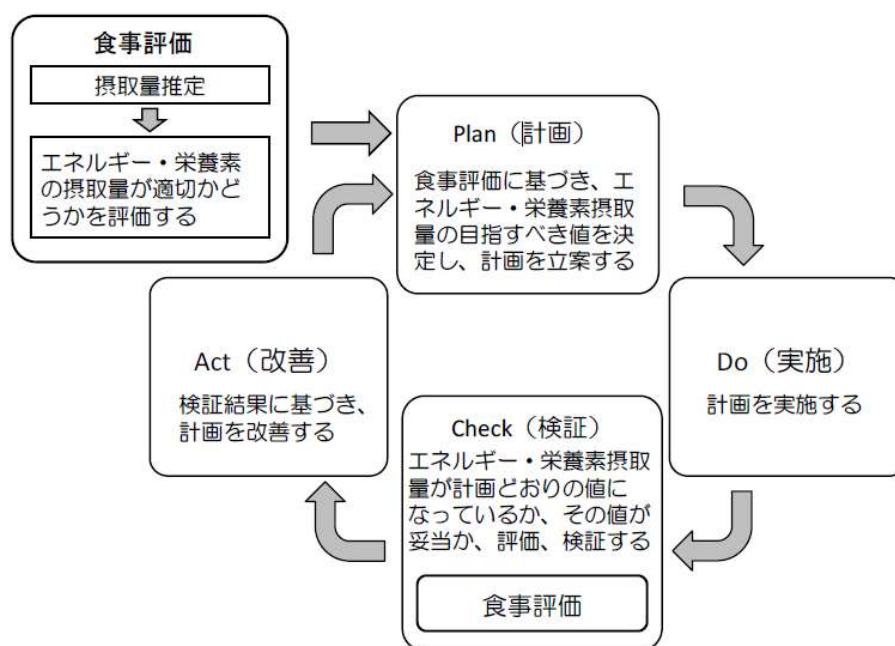 食事評価
摂取量推定
エネルギー・栄養素
の摂取量が適切かど
うかを評価する
Plan（計画）
食事評価に基づき、エ
ネルギー・栄養素摂取
量の目指すべき値を決
定し、計画を立案する
Do（実施）
計画を実施する
Check（検証）
エネルギー・栄養素摂取
量が計画どおりの値に
なっているか、その値が
妥当か、評価、検証する
食事評価
Act（改善）
検証結果に基づき、
計画を改善する